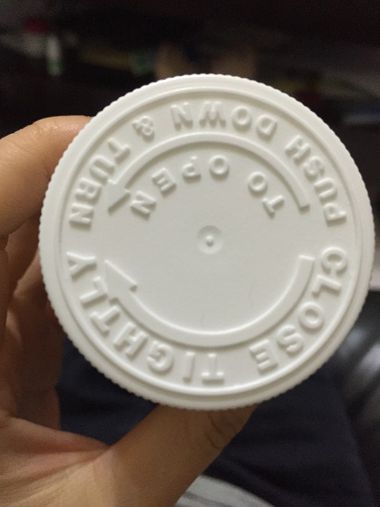 PUSH DOWN & TURN
TO OPEN
CLOSE TIGHTLY